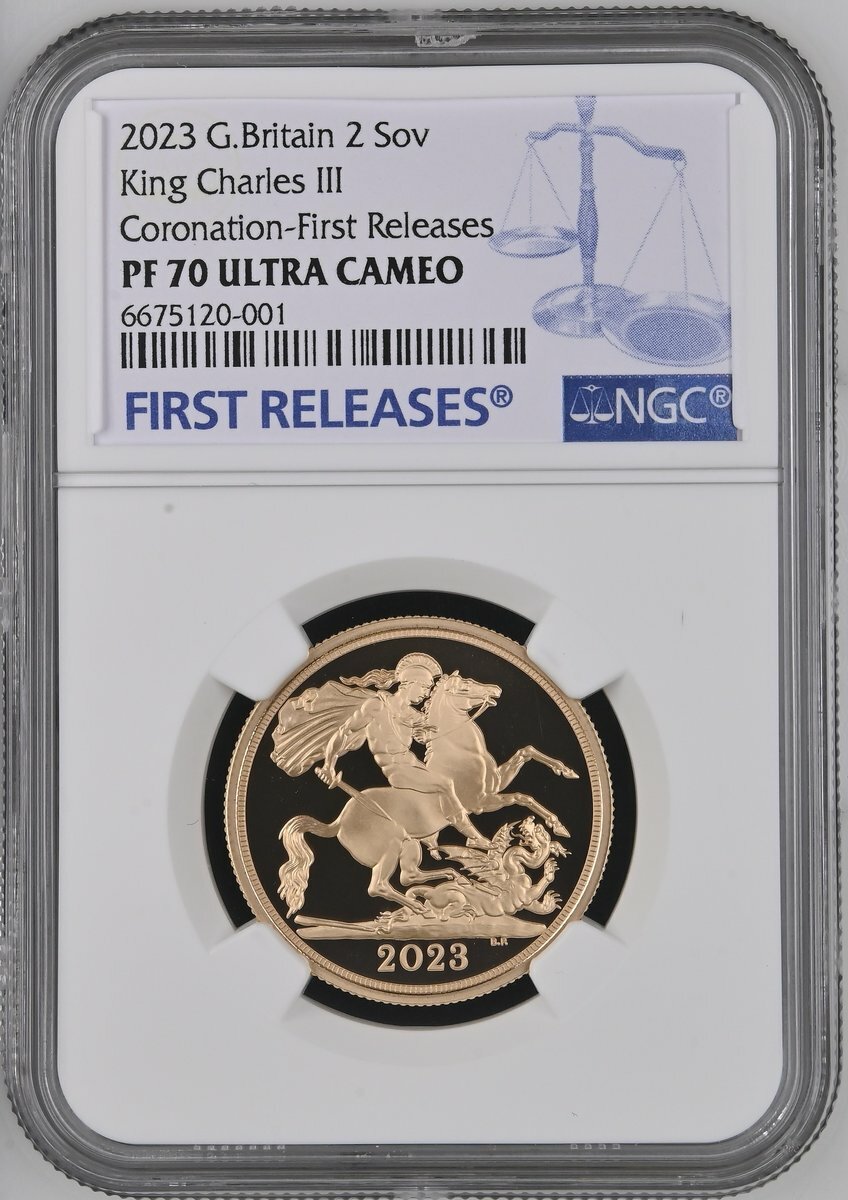 2023 G.Britain 2 Sov
King Charles III
Coronation-First Releases
PF 70 ULTRA CAMEO
6675120-001
FIRST RELEASES®
NGC®
2023
B.P.